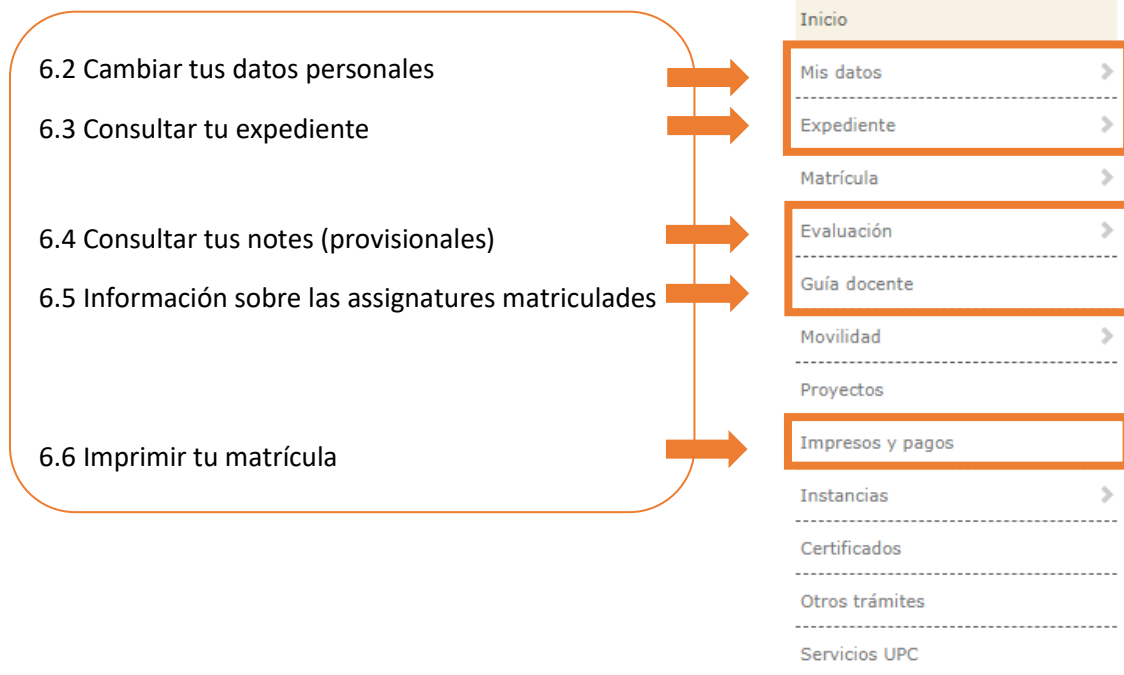 6.2 Cambiar tus datos personales
6.3 Consultar tu expediente
6.4 Consultar tus notes (provisionales)
6.5 Información sobre las assignatures matriculades
6.6 Imprimir tu matrícula
Inicio
Mis datos
Expediente
Matrícula
Evaluación
Guía docente
Movilidad
Proyectos
Impresos y pagos
Instancias
Certificados
Otros trámites
Servicios UPC